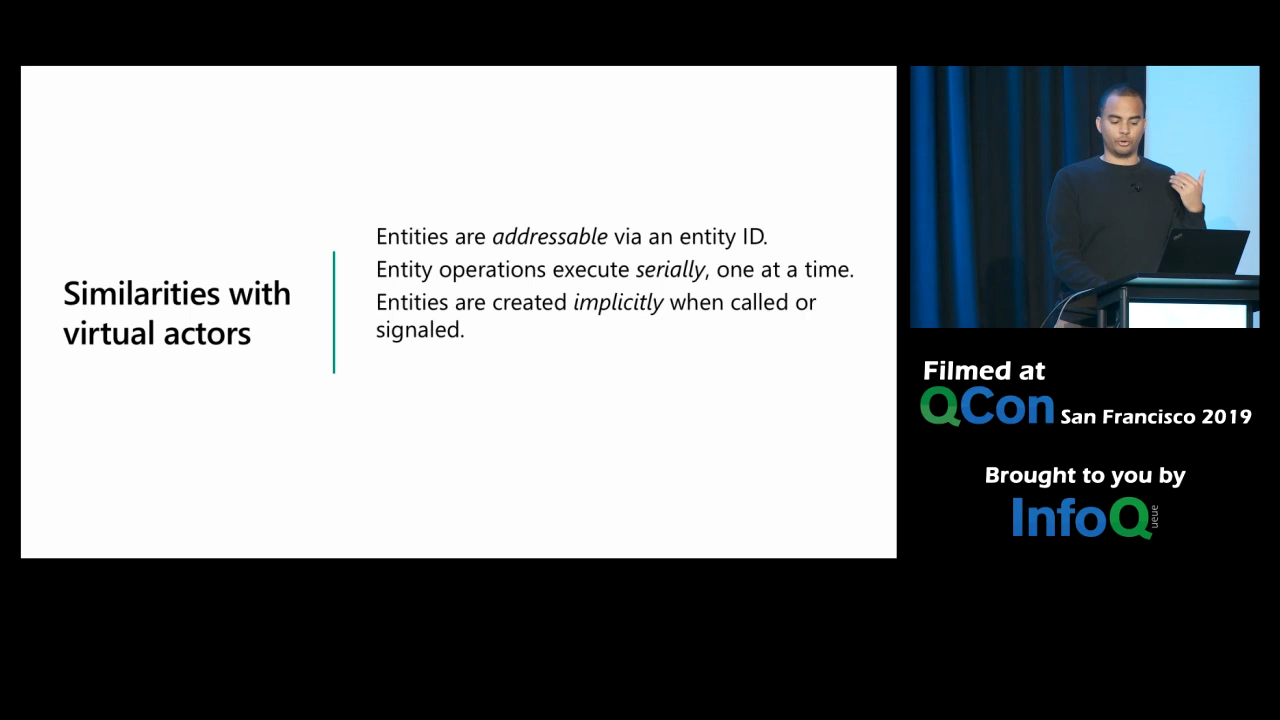 Similarities with
virtual actors
Entities are addressable via an entity ID.
Entity operations execute serially, one at a time.
Entities are created implicitly when called or
signaled.
Filmed at
QCon San Francisco 2019
Brought to you by
InfoQueue